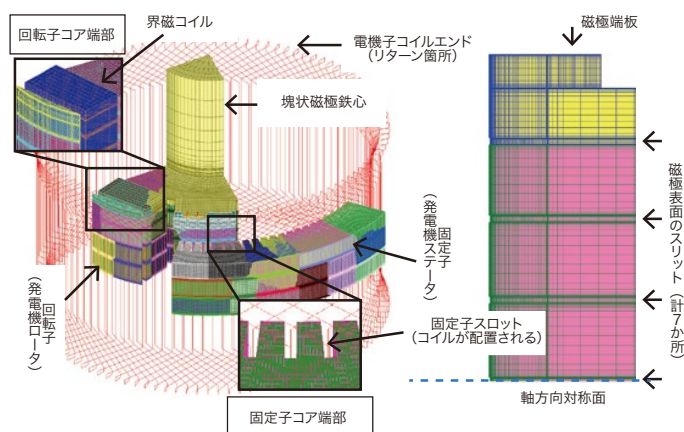 回転子コア端部
界磁コイル
電機子コイルエンド
(リターン箇所)
塊状磁極鉄心
固定子
(発電機ステータ)
回転子
(発電機ロータ)
固定子スロット
(コイルが配置される)
固定子コア端部
磁極端板
磁極表面のスリット(計7か所)
軸方向対称面